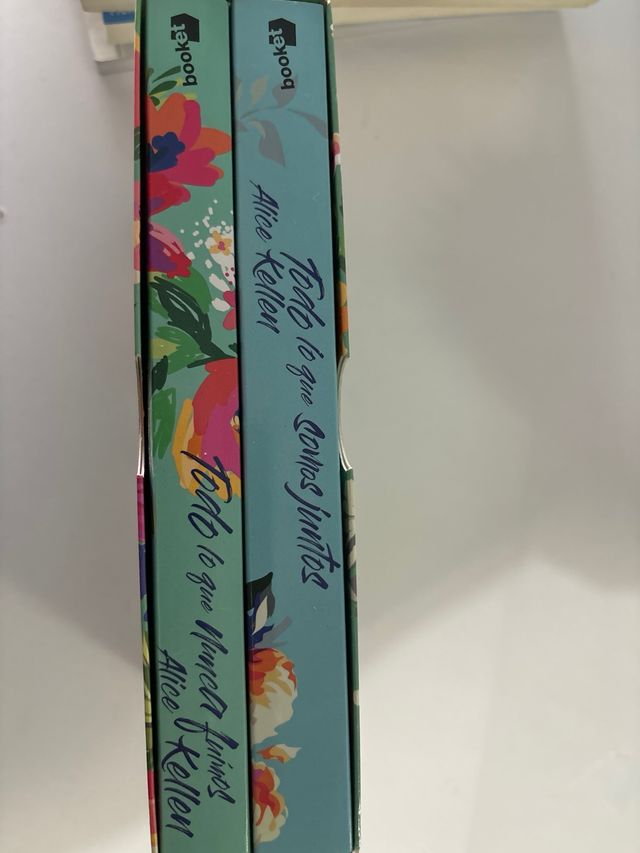 booket
Todo lo que nunca fuimos
Alice Kellen
booket
Todo lo que somos juntos
Alice Kellen